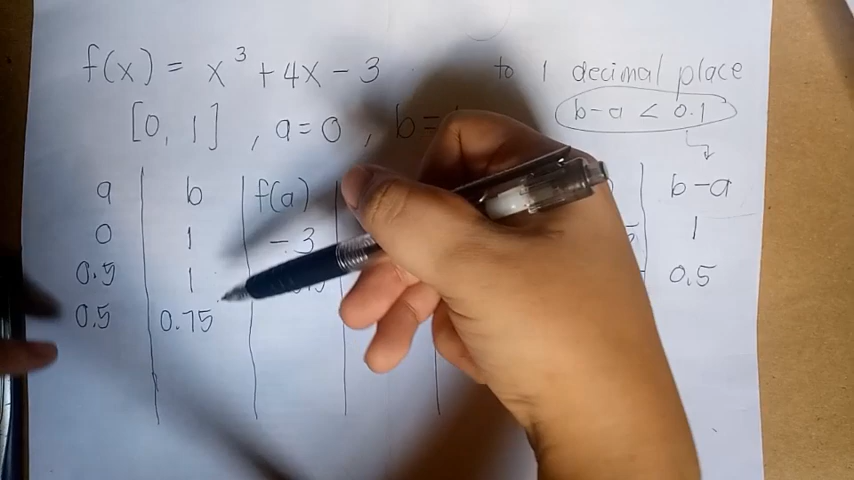 f(x) = x³ + 4x - 3 to 1 decimal place
[0, 1] , a=0 , b= b-a < 0.1
a b f(a) b-a
0 1 -3 1
0.5 1 0.5
0.5 0.75